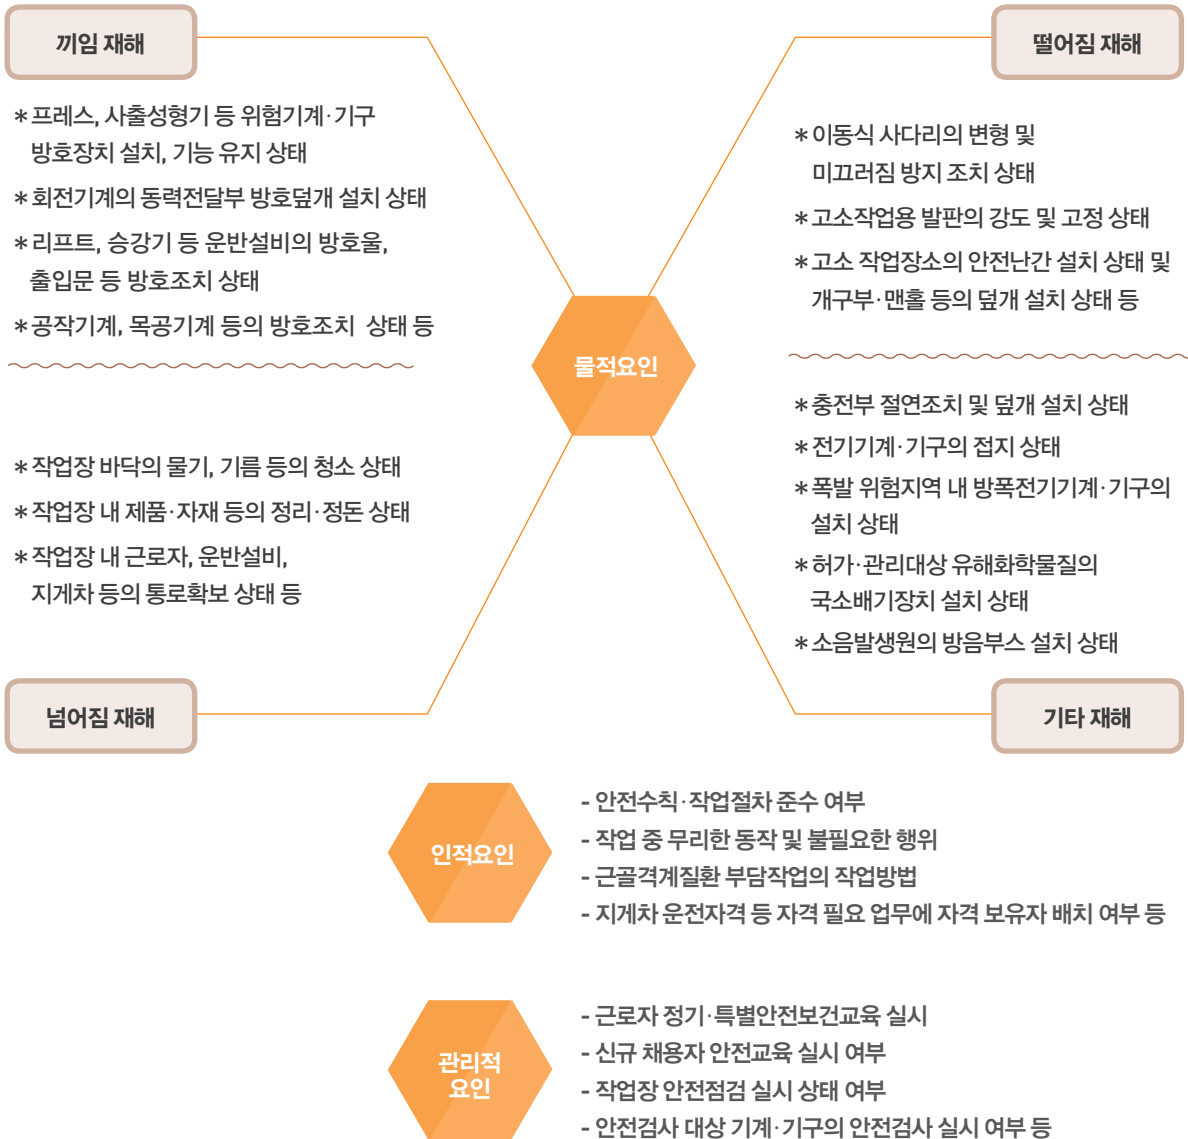 끼임 재해
* 프레스, 사출성형기 등 위험기계·기구
방호장치 설치, 기능 유지 상태
* 회전기계의 동력전달부 방호덮개 설치 상태
* 리프트, 승강기 등 운반설비의 방호울,
출입문 등 방호조치 상태
* 공작기계, 목공기계 등의 방호조치 상태 등
떨어짐 재해
* 이동식 사다리의 변형 및
미끄러짐 방지 조치 상태
* 고소작업용 발판의 강도 및 고정 상태
* 고소 작업장소의 안전난간 설치 상태 및
개구부·맨홀 등의 덮개 설치 상태 등
물적요인
* 작업장 바닥의 물기, 기름 등의 청소 상태
* 작업장 내 제품·자재 등의 정리·정돈 상태
* 작업장 내 근로자, 운반설비,
지게차 등의 통로확보 상태 등
넘어짐 재해
* 충전부 절연조치 및 덮개 설치 상태
* 전기기계·기구의 접지 상태
* 폭발 위험지역 내 방폭전기기계·기구의
설치 상태
* 허가·관리대상 유해화학물질의
국소배기장치 설치 상태
* 소음발생원의 방음부스 설치 상태
기타 재해
인적요인
- 안전수칙·작업절차 준수 여부
- 작업 중 무리한 동작 및 불필요한 행위
- 근골격계질환 부담작업의 작업방법
- 지게차 운전자격 등 자격 필요 업무에 자격 보유자 배치 여부 등
관리적
요인
- 근로자 정기·특별안전보건교육 실시
- 신규 채용자 안전교육 실시 여부
- 작업장 안전점검 실시 상태 여부
- 안전검사 대상 기계·기구의 안전검사 실시 여부 등